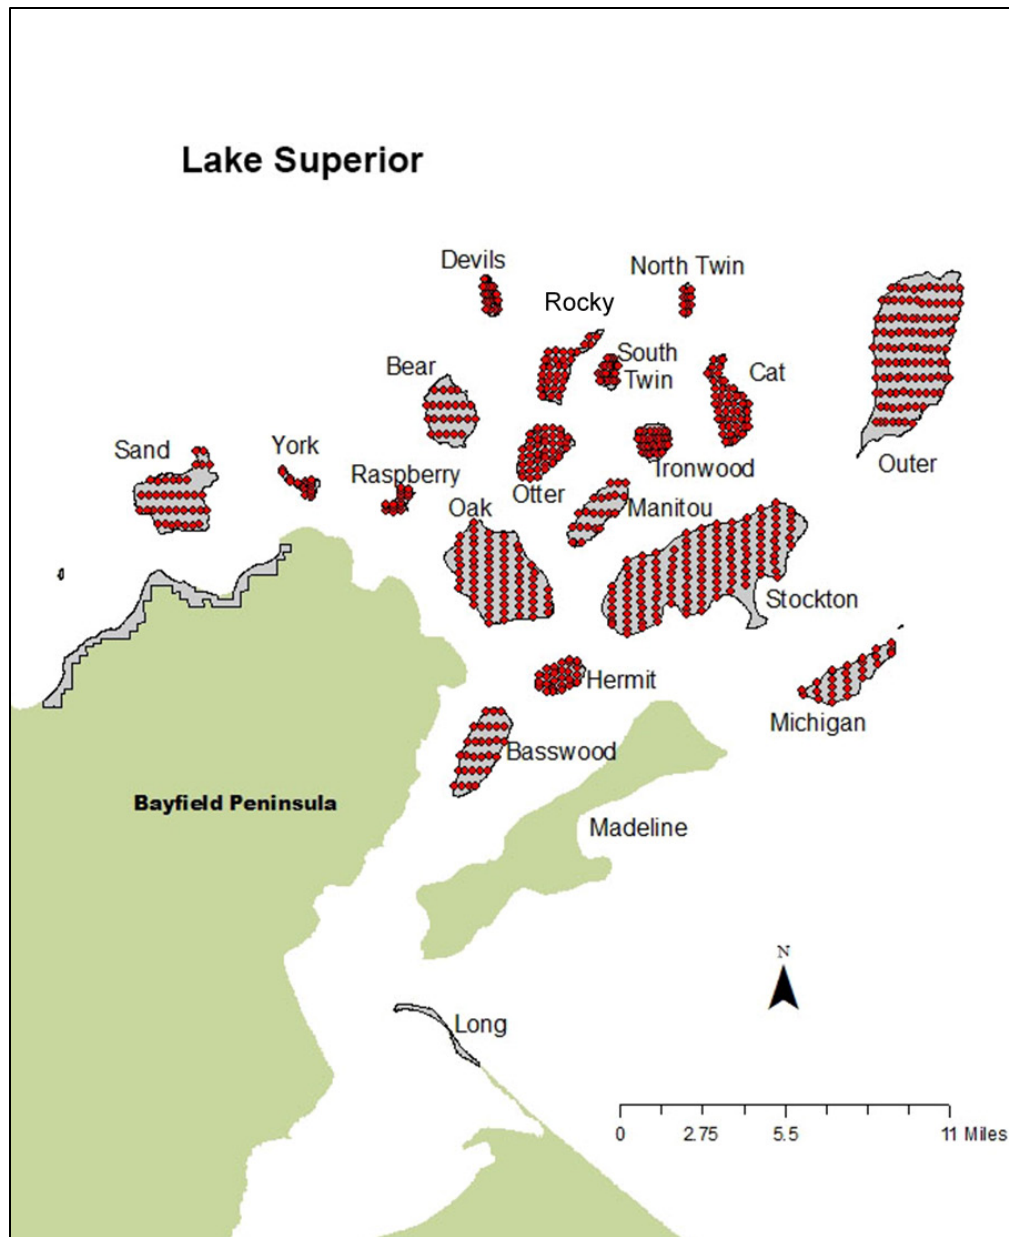 Lake Superior
Devils
North Twin
Rocky
South
Twin
Bear
Cat
Sand
York
Raspberry
Ironwood
Outer
Otter
Oak
Manitou
Stockton
Hermit
Michigan
Basswood
Bayfield Peninsula
Madeline
N
Long
0 2.75 5.5 11 Miles